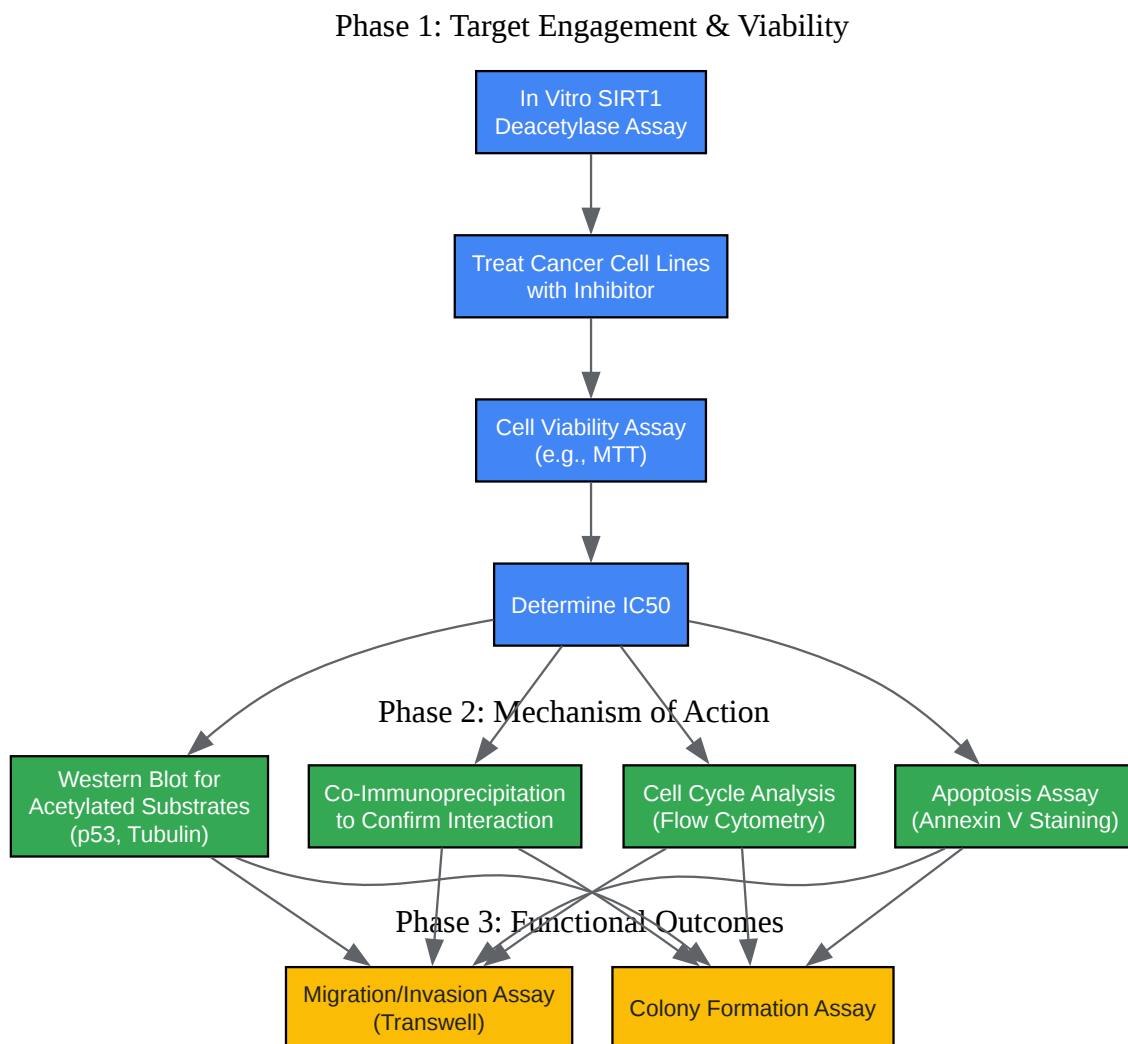 Phase 1: Target Engagement & Viability
In Vitro SIRT1
Deacetylase Assay
Treat Cancer Cell Lines
with Inhibitor
Cell Viability Assay
(e.g., MTT)
Determine IC50
Phase 2: Mechanism of Action
Western Blot for
Acetylated Substrates
(p53, Tubulin)
Co-Immunoprecipitation
to Confirm Interaction
Cell Cycle Analysis
(Flow Cytometry)
Apoptosis Assay
(Annexin V Staining)
Phase 3: Functional Outcomes
Migration/Invasion Assay
(Transwell)
Colony Formation Assay